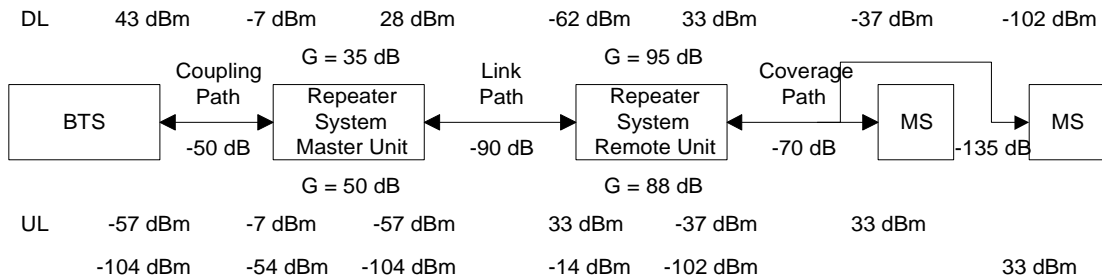 DL 43 dBm -7 dBm 28 dBm -62 dBm 33 dBm -37 dBm -102 dBm
G = 35 dB G = 95 dB
Coupling Path
Link Path
Coverage Path
BTS
Repeater System Master Unit
Repeater System Remote Unit
MS
MS
-50 dB -90 dB -70 dB -135 dB
G = 50 dB G = 88 dB
UL -57 dBm -7 dBm -57 dBm 33 dBm -37 dBm 33 dBm
-104 dBm -54 dBm -104 dBm -14 dBm -102 dBm 33 dBm